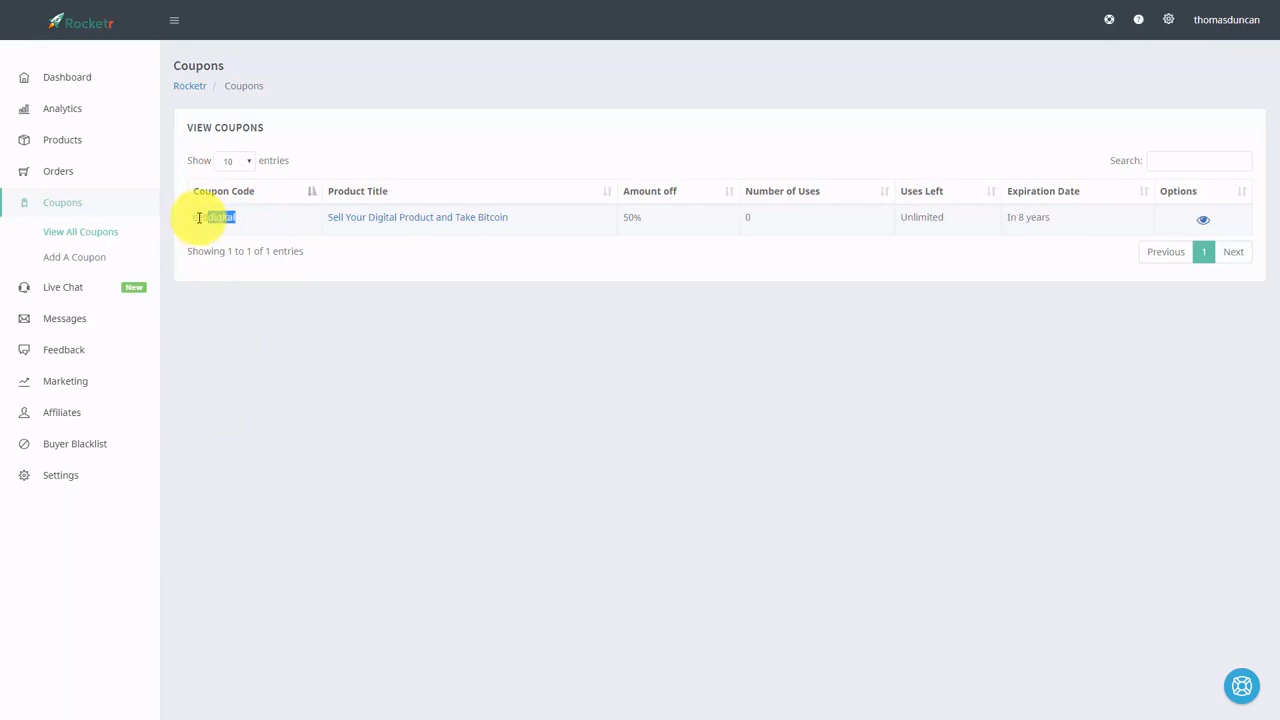 Rocketr
thomasduncan
Dashboard
Analytics
Products
Orders
Coupons
View All Coupons
Add A Coupon
Live Chat New
Messages
Feedback
Marketing
Affiliates
Buyer Blacklist
Settings
Coupons
Rocketr / Coupons
VIEW COUPONS
Show 10 entries
Search:
Coupon Code Product Title Amount off Number of Uses Uses Left Expiration Date Options
Sell Your Digital Product and Take Bitcoin 50% 0 Unlimited In 8 years
Showing 1 to 1 of 1 entries
Previous 1 Next